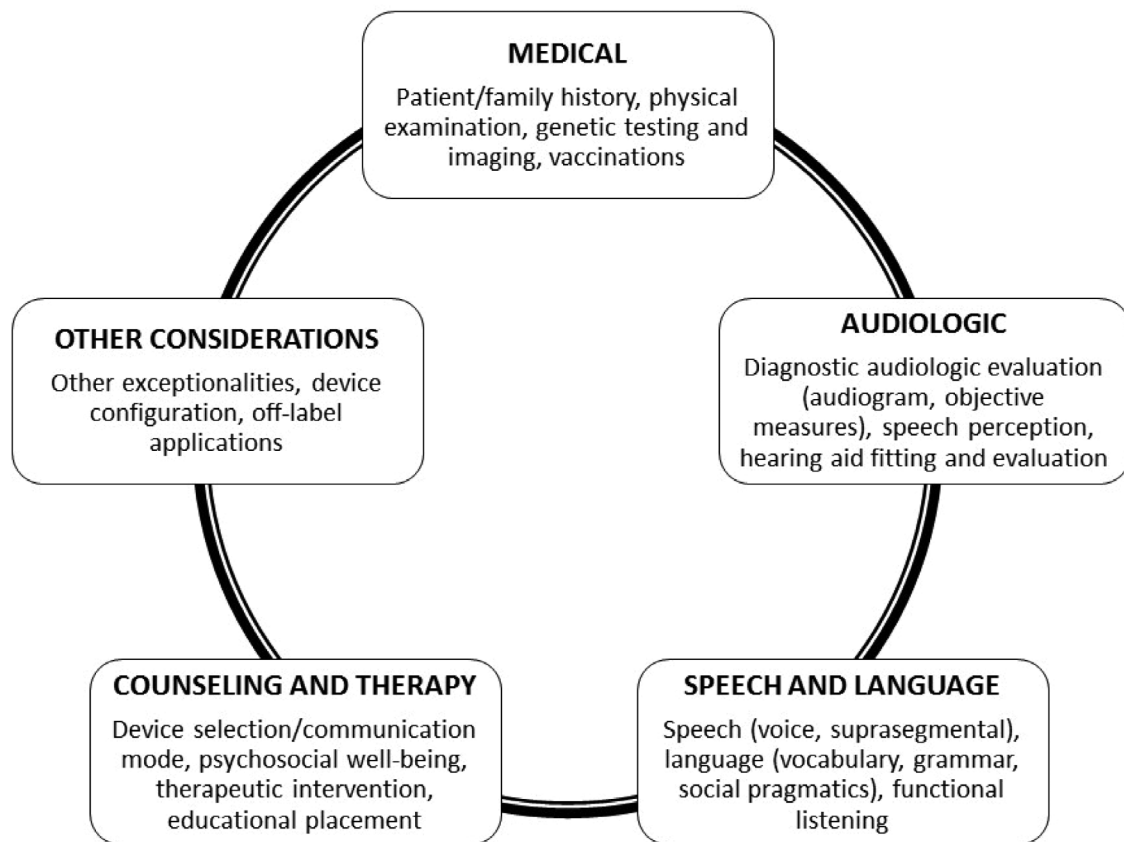 MEDICAL
Patient/family history, physical
examination, genetic testing and
imaging, vaccinations
AUDIOLOGIC
Diagnostic audiologic evaluation
(audiogram, objective
measures), speech perception,
hearing aid fitting and evaluation
SPEECH AND LANGUAGE
Speech (voice, suprasegmental),
language (vocabulary, grammar,
social pragmatics), functional
listening
COUNSELING AND THERAPY
Device selection/communication
mode, psychosocial well-being,
therapeutic intervention,
educational placement
OTHER CONSIDERATIONS
Other exceptionalities, device
configuration, off-label
applications